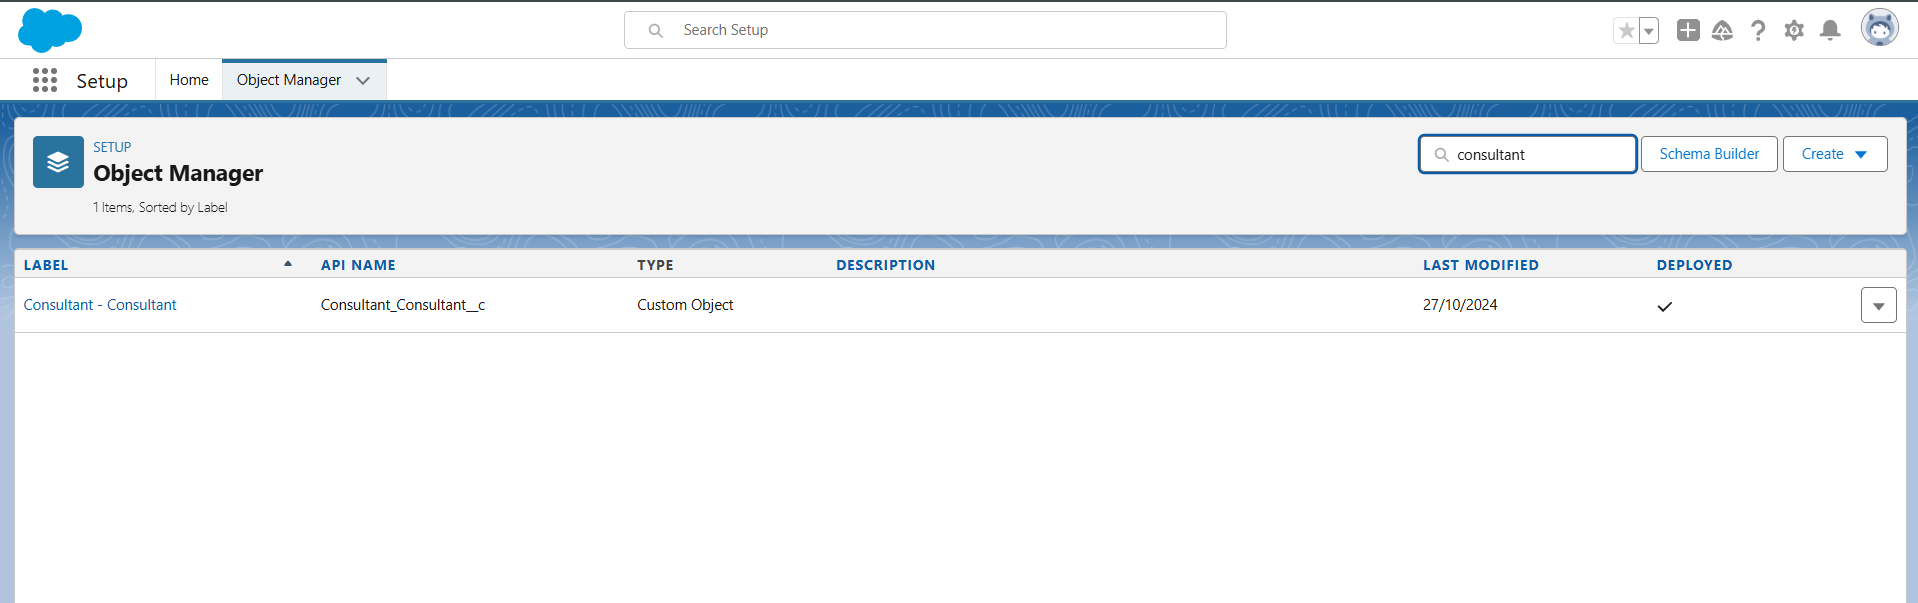 Search Setup
Setup
Home
Object Manager
SETUP
Object Manager
1 Items, Sorted by Label
consultant
Schema Builder
Create
LABEL API NAME TYPE DESCRIPTION LAST MODIFIED DEPLOYED
Consultant - Consultant Consultant_Consultant__c Custom Object 27/10/2024